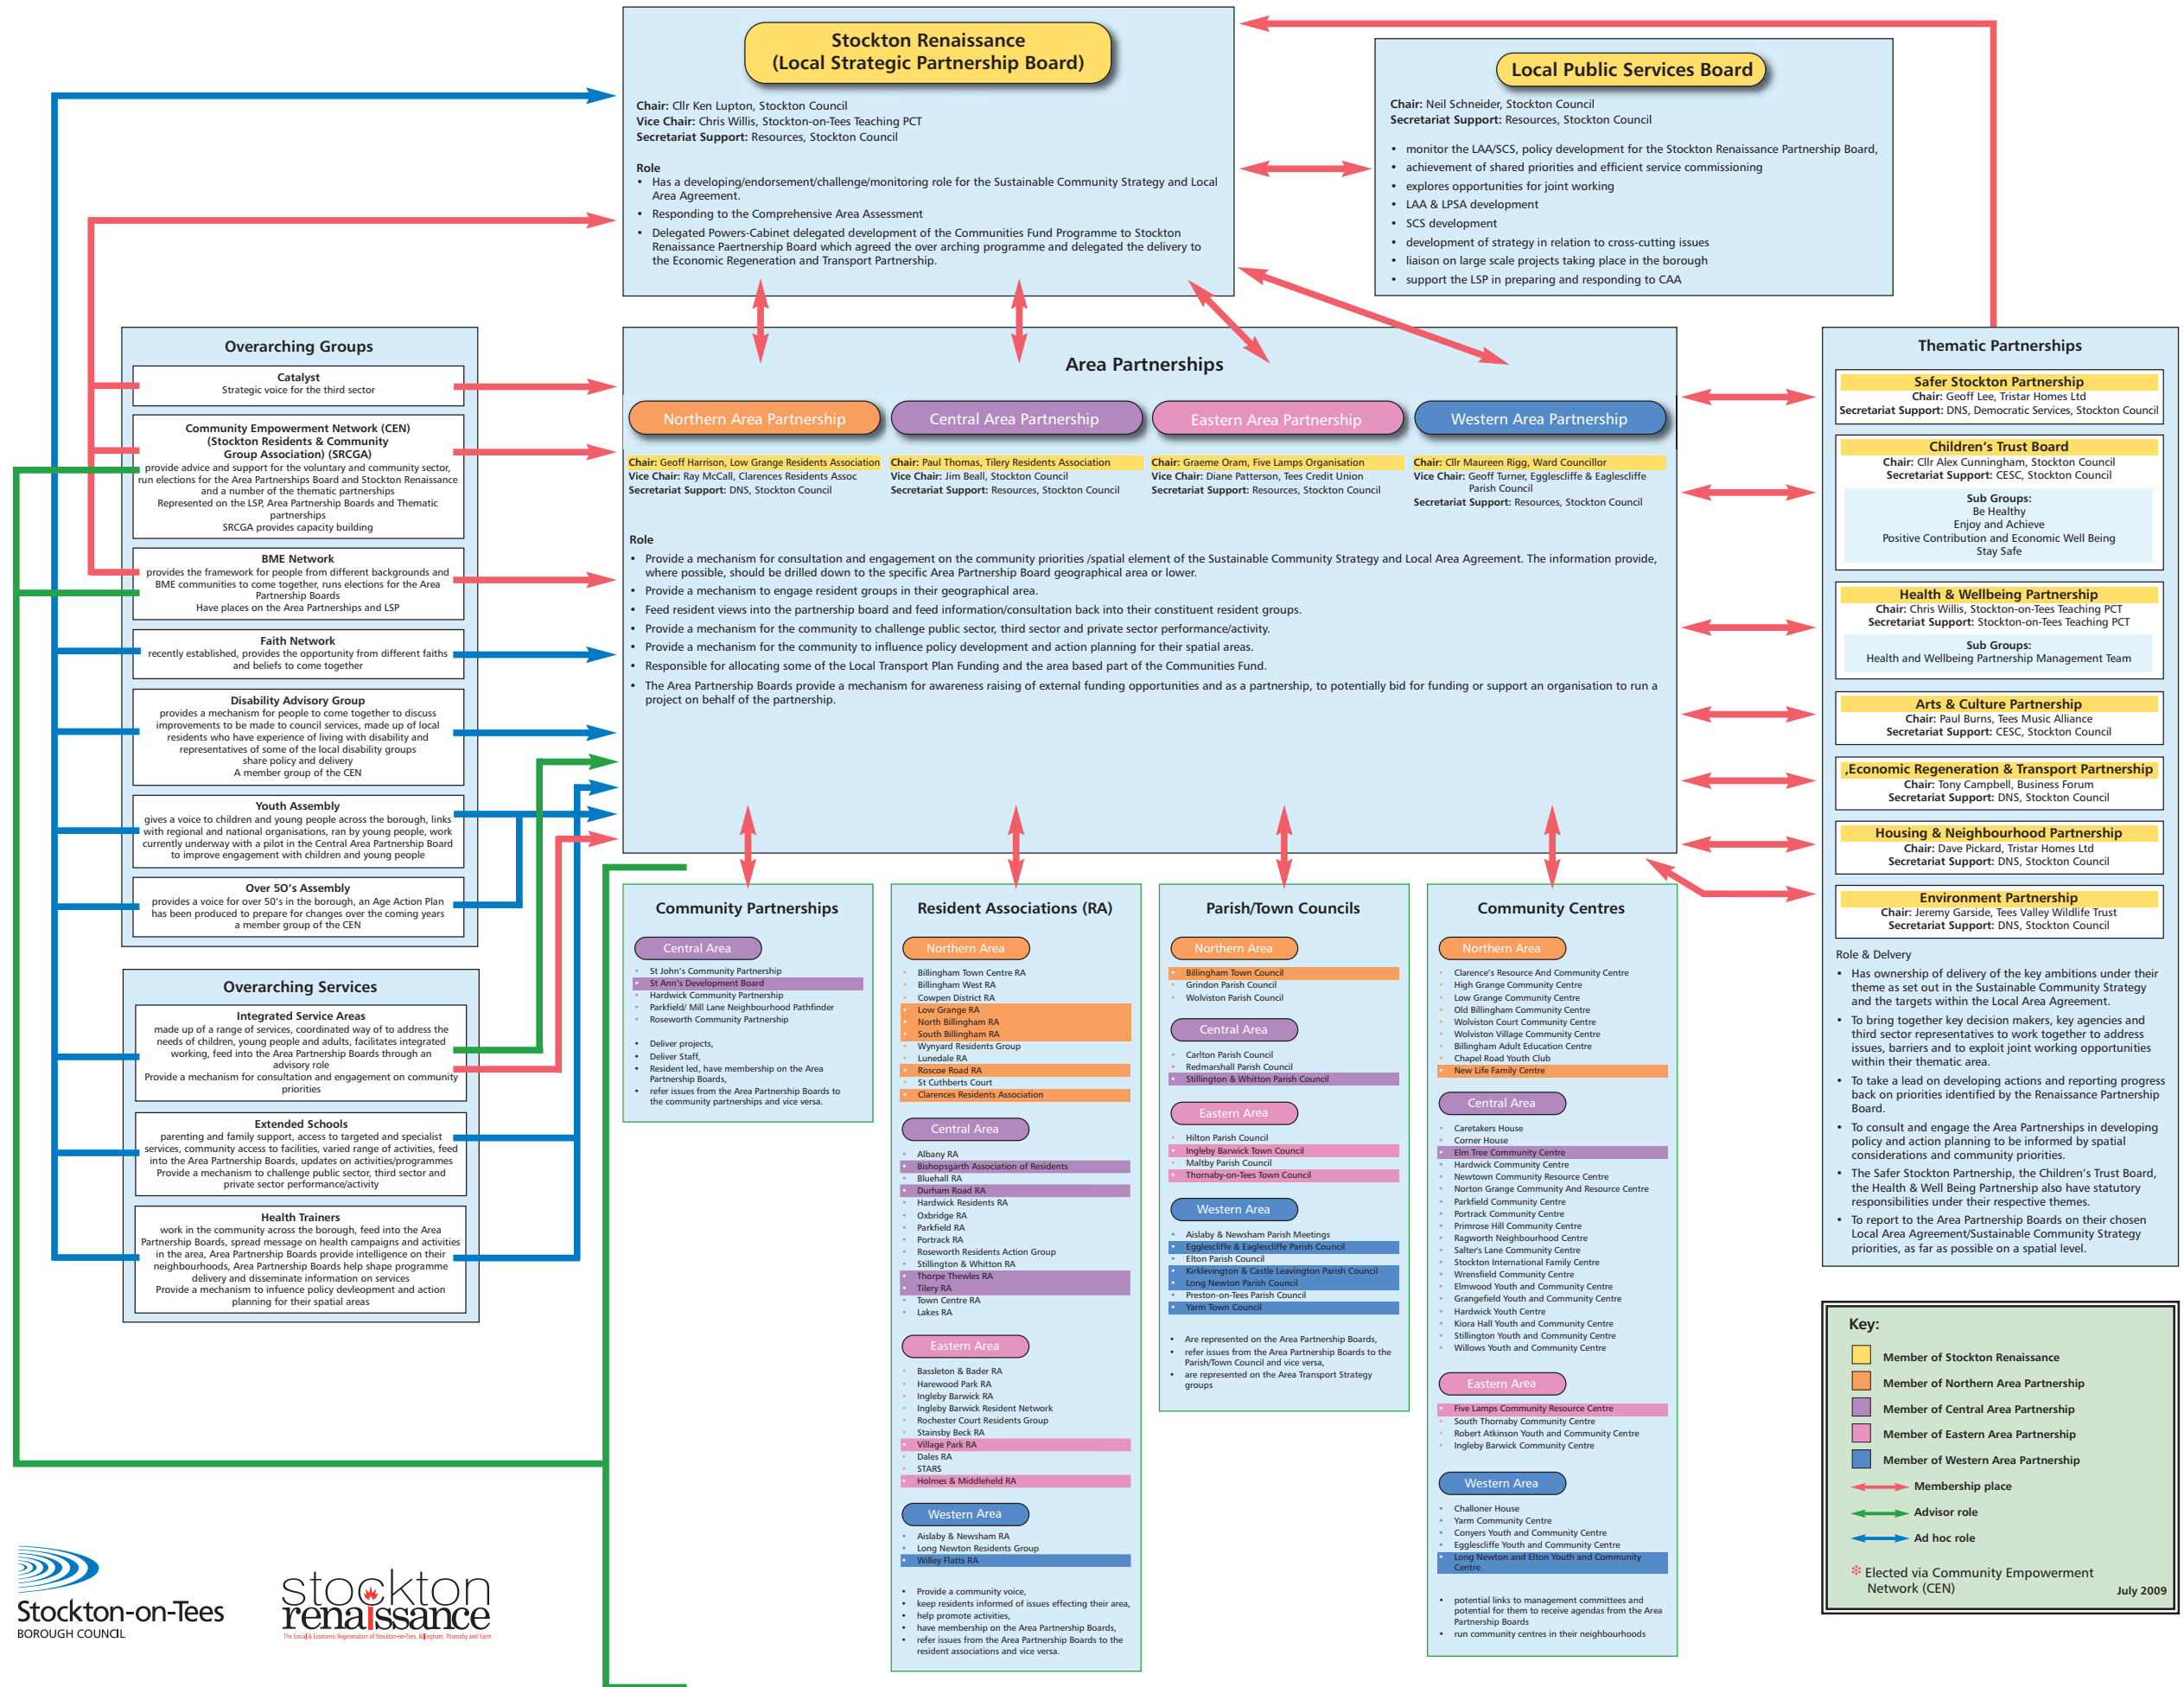 Stockton Renaissance
(Local Strategic Partnership Board)
Chair: Cllr Ken Lupton, Stockton Council
Vice Chair: Chris Willis, Stockton-on-Tees Teaching PCT
Secretariat Support: Resources, Stockton Council
Role
• Has a developing/endorsement/challenge/monitoring role for the Sustainable Community Strategy and Local
Area Agreement.
• Responding to the Comprehensive Area Assessment
• Delegated Powers-Cabinet delegated development of the Communities Fund Programme to Stockton
Renaissance Paertnership Board which agreed the over arching programme and delegated the delivery to
the Economic Regeneration and Transport Partnership.
Local Public Services Board
Chair: Neil Schneider, Stockton Council
Secretariat Support: Resources, Stockton Council
• monitor the LAA/SCS, policy development for the Stockton Renaissance Partnership Board,
• achievement of shared priorities and efficient service commissioning
• explores opportunities for joint working
• LAA & LPSA development
• SCS development
• development of strategy in relation to cross-cutting issues
• liaison on large scale projects taking place in the borough
• support the LSP in preparing and responding to CAA
Overarching Groups
Catalyst
Strategic voice for the third sector
Community Empowerment Network (CEN)
(Stockton Residents & Community
Group Association) (SRCGA)
provide advice and support for the voluntary and community sector,
run elections for the Area Partnerships Board and Stockton Renaissance
and a number of the thematic partnerships
Represented on the LSP, Area Partnership Boards and Thematic
partnerships
SRCGA provides capacity building
BME Network
provides the framework for people from different backgrounds and
BME communities to come together, runs elections for the Area
Partnership Boards
Have places on the Area Partnerships and LSP
Faith Network
recently established, provides the opportunity from different faiths
and beliefs to come together
Disability Advisory Group
provides a mechanism for people to come together to discuss
improvements to be made to council services, made up of local
residents who have experience of living with disability and
representatives of some of the local disability groups
share policy and delivery
A member group of the CEN
Youth Assembly
gives a voice to children and young people across the borough, links
with regional and national organisations, ran by young people, work
currently underway with a pilot in the Central Area Partnership Board
to improve engagement with children and young people
Over 50's Assembly
provides a voice for over 50's in the borough, an Age Action Plan
has been produced to prepare for changes over the coming years
a member group of the CEN
Overarching Services
Integrated Service Areas
made up of a range of services, coordinated way of to address the
needs of children, young people and adults, facilitates integrated
working, feed into the Area Partnership Boards through an
advisory role
Provide a mechanism for consultation and engagement on community
priorities
Extended Schools
parenting and family support, access to targeted and specialist
services, community access to facilities, varied range of activities, feed
into the Area Partnership Boards, updates on activities/programmes
Provide a mechanism to challenge public sector, third sector and
private sector performance/activity
Health Trainers
work in the community across the borough, feed into the Area
Partnership Boards, spread message on health campaigns and activities
in the area, Area Partnership Boards provide intelligence on their
neighbourhoods, Area Partnership Boards help shape programme
delivery and disseminate information on services
Provide a mechanism to infuence policy devleopment and action
planning for their spatial areas
Area Partnerships
Northern Area Partnership
Chair: Geoff Harrison, Low Grange Residents Association
Vice Chair: Ray McCall, Clarences Residents Assoc
Secretariat Support: DNS, Stockton Council
Central Area Partnership
Chair: Paul Thomas, Tilery Residents Association
Vice Chair: Jim Beall, Stockton Council
Secretariat Support: Resources, Stockton Council
Eastern Area Partnership
Chair: Graeme Oram, Five Lamps Organisation
Vice Chair: Diane Patterson, Tees Credit Union
Secretariat Support: Resources, Stockton Council
Western Area Partnership
Chair: Cllr Maureen Rigg, Ward Councillor
Vice Chair: Geoff Turner, Egglescliffe & Eaglescliffe
Parish Council
Secretariat Support: Resources, Stockton Council
Role
• Provide a mechanism for consultation and engagement on the community priorities /spatial element of the Sustainable Community Strategy and Local Area Agreement. The information provide,
where possible, should be drilled down to the specific Area Partnership Board geographical area or lower.
• Provide a mechanism to engage resident groups in their geographical area.
• Feed resident views into the partnership board and feed information/consultation back into their constituent resident groups.
• Provide a mechanism for the community to challenge public sector, third sector and private sector performance/activity.
• Provide a mechanism for the community to influence policy development and action planning for their spatial areas.
• Responsible for allocating some of the Local Transport Plan Funding and the area based part of the Communities Fund.
• The Area Partnership Boards provide a mechanism for awareness raising of external funding opportunities and as a partnership, to potentially bid for funding or support an organisation to run a
project on behalf of the partnership.
Thematic Partnerships
Safer Stockton Partnership
Chair: Geoff Lee, Tristar Homes Ltd
Secretariat Support: DNS, Democratic Services, Stockton Council
Children's Trust Board
Chair: Cllr Alex Cunningham, Stockton Council
Secretariat Support: CESC, Stockton Council
Sub Groups:
Be Healthy
Enjoy and Achieve
Positive Contribution and Economic Well Being
Stay Safe
Health & Wellbeing Partnership
Chair: Chris Willis, Stockton-on-Tees Teaching PCT
Secretariat Support: Stockton-on-Tees Teaching PCT
Sub Groups:
Health and Wellbeing Partnership Management Team
Arts & Culture Partnership
Chair: Paul Burns, Tees Music Alliance
Secretariat Support: CESC, Stockton Council
,Economic Regeneration & Transport Partnership
Chair: Tony Campbell, Business Forum
Secretariat Support: DNS, Stockton Council
Housing & Neighbourhood Partnership
Chair: Dave Pickard, Tristar Homes Ltd
Secretariat Support: DNS, Stockton Council
Environment Partnership
Chair: Jeremy Garside, Tees Valley Wildlife Trust
Secretariat Support: DNS, Stockton Council
Role & Delvery
• Has ownership of delivery of the key ambitions under their
theme as set out in the Sustainable Community Strategy
and the targets within the Local Area Agreement.
• To bring together key decision makers, key agencies and
third sector representatives to work together to address
issues, barriers and to exploit joint working opportunities
within their thematic area.
• To take a lead on developing actions and reporting progress
back on priorities identified by the Renaissance Partnership
Board.
• To consult and engage the Area Partnerships in developing
policy and action planning to be informed by spatial
considerations and community priorities.
• The Safer Stockton Partnership, the Children's Trust Board,
the Health & Well Being Partnership also have statutory
responsibilities under their respective themes.
• To report to the Area Partnership Boards on their chosen
Local Area Agreement/Sustainable Community Strategy
priorities, as far as possible on a spatial level.
Community Partnerships
Central Area
• St John's Community Partnership
• St Ann's Development Board
• Hardwick Community Partnership
• Parkfield/ Mill Lane Neighbourhood Pathfinder
• Roseworth Community Partnership
• Deliver projects,
• Deliver Staff,
• Resident led, have membership on the Area
Partnership Boards,
• refer issues from the Area Partnership Boards to
the community partnerships and vice versa.
Resident Associations (RA)
Northern Area
• Billingham Town Centre RA
• Billingham West RA
• Cowpen District RA
• Low Grange RA
• North Billingham RA
• South Billingham RA
• Wynyard Residents Group
• Lunedale RA
• Roscoe Road RA
• St Cuthberts Court
• Clarences Residents Association
Central Area
• Albany RA
• Bishopsgarth Association of Residents
• Bluehall RA
• Durham Road RA
• Hardwick Residents RA
• Oxbridge RA
• Parkfield RA
• Portrack RA
• Roseworth Residents Action Group
• Stillington & Whitton RA
• Thorpe Thewles RA
• Tilery RA
• Town Centre RA
• Lakes RA
Eastern Area
• Bassleton & Bader RA
• Harewood Park RA
• Ingleby Barwick RA
• Ingleby Barwick Resident Network
• Rochester Court Residents Group
• Stainsby Beck RA
• Village Park RA
• Dales RA
• STARS
• Holmes & Middleheld RA
Western Area
• Aislaby & Newsham RA
• Long Newton Residents Group
• Willey Flatts RA
• Provide a community voice,
• keep residents informed of issues effecting their area,
• help promote activities,
• have membership on the Area Partnership Boards,
• refer issues from the Area Partnership Boards to the
resident associations and vice versa.
Parish/Town Councils
Northern Area
• Billingham Town Council
• Grindon Parish Council
• Wolviston Parish Council
Central Area
• Carlton Parish Council
• Redmarshall Parish Council
• Stillington & Whitton Parish Council
Eastern Area
• Hilton Parish Council
• Ingleby Barwick Town Council
• Maltby Parish Council
• Thornaby-on-Tees Town Council
Western Area
• Aislaby & Newsham Parish Meetings
• Egglescliffe & Eaglescliffe Parish Council
• Elton Parish Council
• Kirklevington & Castle Leavington Parish Council
• Long Newton Parish Council
• Preston-on-Tees Parish Council
• Yarm Town Council
• Are represented on the Area Partnership Boards,
• refer issues from the Area Partnership Boards to the
Parish/Town Council and vice versa,
• are represented on the Area Transport Strategy
groups
Community Centres
Northern Area
• Clarence's Resource And Community Centre
• High Grange Community Centre
• Low Grange Community Centre
• Old Billingham Community Centre
• Wolviston Court Community Centre
• Wolviston Village Community Centre
• Billingham Adult Education Centre
• Chapel Road Youth Club
• New Life Family Centre
Central Area
• Caretakers House
• Corner House
• Elm Tree Community Centre
• Hardwick Community Centre
• Newtown Community Resource Centre
• Norton Grange Community And Resource Centre
• Parkfield Community Centre
• Portrack Community Centre
• Primrose Hill Community Centre
• Ragworth Neighbourhood Centre
• Salter's Lane Community Centre
• Stockton International Family Centre
• Wrensfield Community Centre
• Elmwood Youth and Community Centre
• Grangefield Youth and Community Centre
• Hardwick Youth Centre
• Kiora Hall Youth and Community Centre
• Stillington Youth and Community Centre
• Willows Youth and Community Centre
Eastern Area
• Five Lamps Community Resource Centre
• South Thornaby Community Centre
• Robert Atkinson Youth and Community Centre
• Ingleby Barwick Community Centre
Western Area
• Challoner House
• Yarm Community Centre
• Conyers Youth and Community Centre
• Egglescliffe Youth and Community Centre
• Long Newton and Elton Youth and Community
Centre
• potential links to management committees and
potential for them to receive agendas from the Area
Partnership Boards
• run community centres in their neighbourhoods
Key:
Member of Stockton Renaissance
Member of Northern Area Partnership
Member of Central Area Partnership
Member of Eastern Area Partnership
Member of Western Area Partnership
Membership place
Advisor role
Ad hoc role
* Elected via Community Empowerment
Network (CEN)
July 2009
Stockton-on-Tees
BOROUGH COUNCIL
stockton
renaissance
The Social & Economic Regeneration of Stockton-on-Tees, Billingham, Thornaby and Yarm